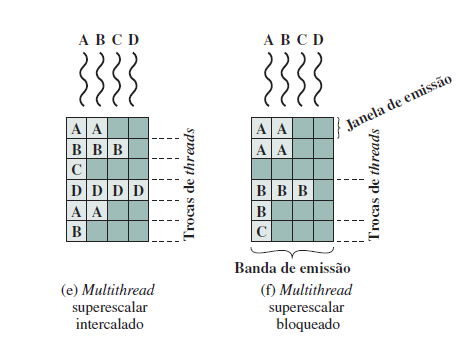 A B C D
A A
B B B
C
D D D D
A A
B
Trocas de threads
(e) Multithread
superescalar
intercalado
A B C D
Janela de emissão
A A
A A
B B B
B
C
Trocas de threads
Banda de emissão
(f) Multithread
superescalar
bloqueado